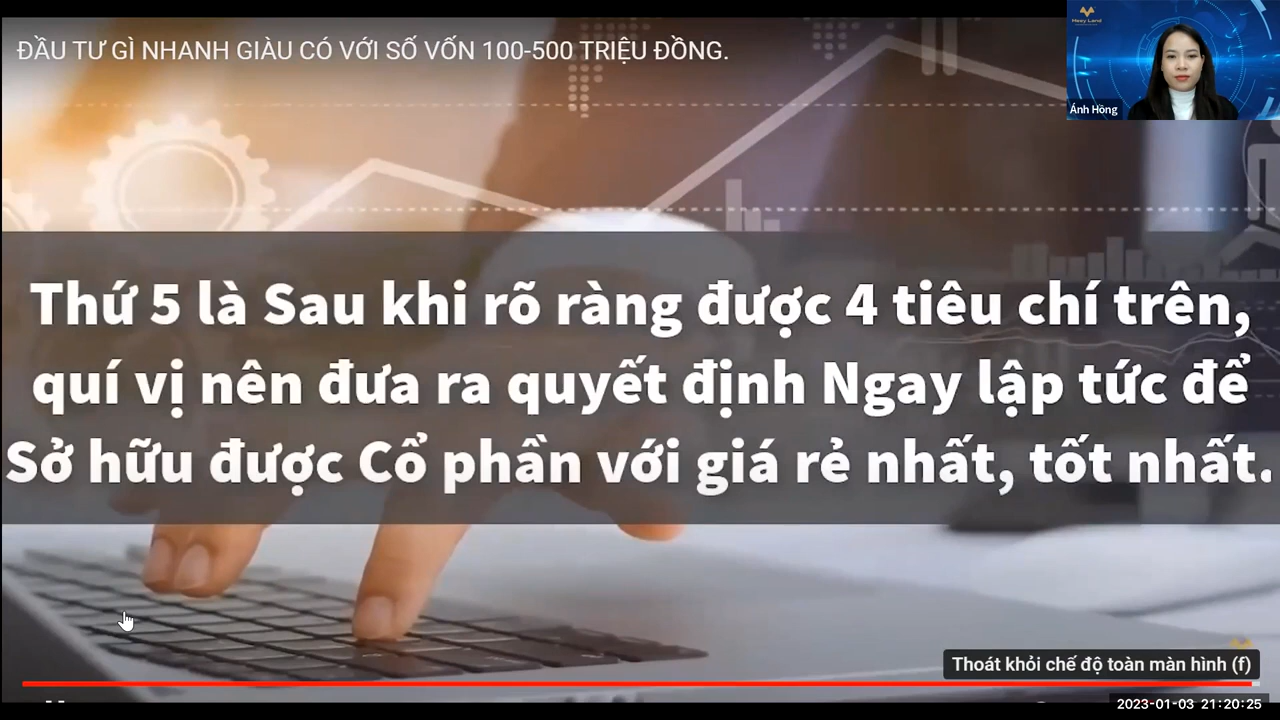 ĐẦU TƯ GÌ NHANH GIÀU CÓ VỚI SỐ VỐN 100-500 TRIỆU ĐỒNG.
Hevy Land
Ánh Hồng
Thứ 5 là Sau khi rõ ràng được 4 tiêu chí trên,
quí vị nên đưa ra quyết định Ngay lập tức để
Sở hữu được Cổ phần với giá rẻ nhất, tốt nhất.
Thoát khỏi chế độ toàn màn hình (f)
2023-01-03 21:20:25